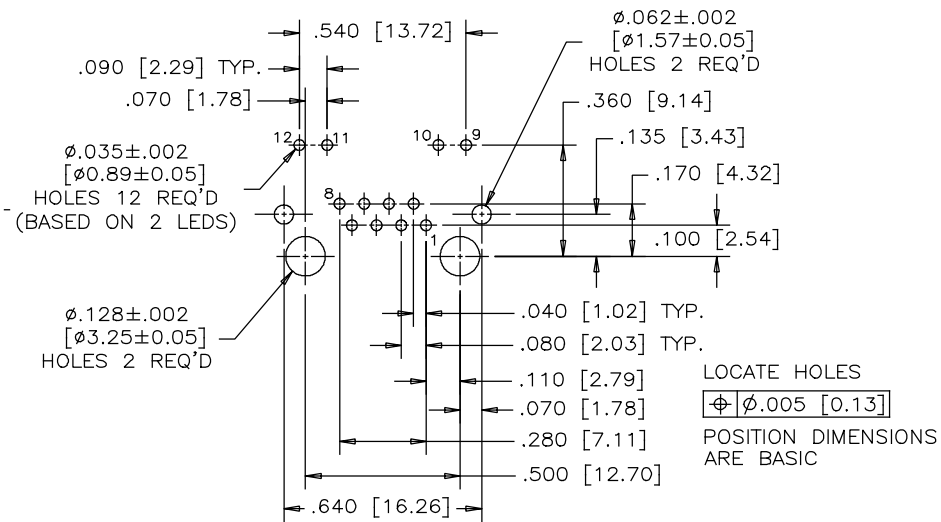 .540 [13.72]
ø.062±.002
[ø1.57±0.05]
HOLES 2 REQ'D
.090 [2.29] TYP.
.070 [1.78]
.360 [9.14]
.135 [3.43]
12
11
10
9
ø.035±.002
[ø0.89±0.05]
HOLES 12 REQ'D
(BASED ON 2 LEDS)
.170 [4.32]
8
1
.100 [2.54]
ø.128±.002
[ø3.25±0.05]
HOLES 2 REQ'D
.040 [1.02] TYP.
.080 [2.03] TYP.
.110 [2.79]
.070 [1.78]
.280 [7.11]
.500 [12.70]
.640 [16.26]
LOCATE HOLES
⌖ ø.005 [0.13]
POSITION DIMENSIONS
ARE BASIC